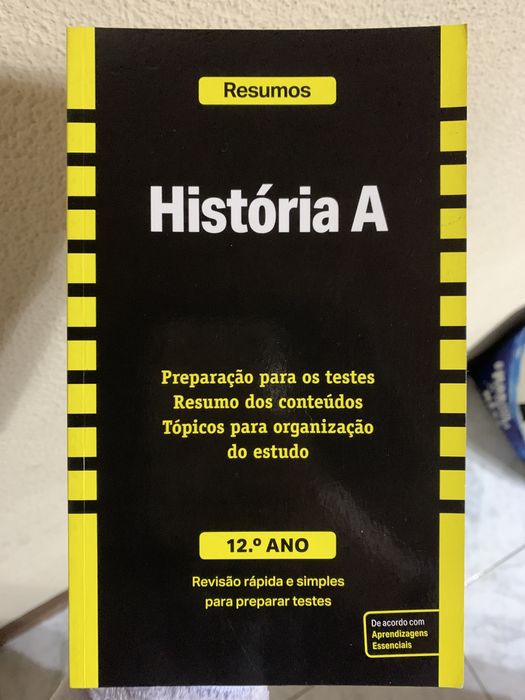 Resumos
História A
Preparação para os testes
Resumo dos conteúdos
Tópicos para organização
do estudo
12.º ANO
Revisão rápida e simples
para preparar testes
De acordo com
Aprendizagens
Essenciais